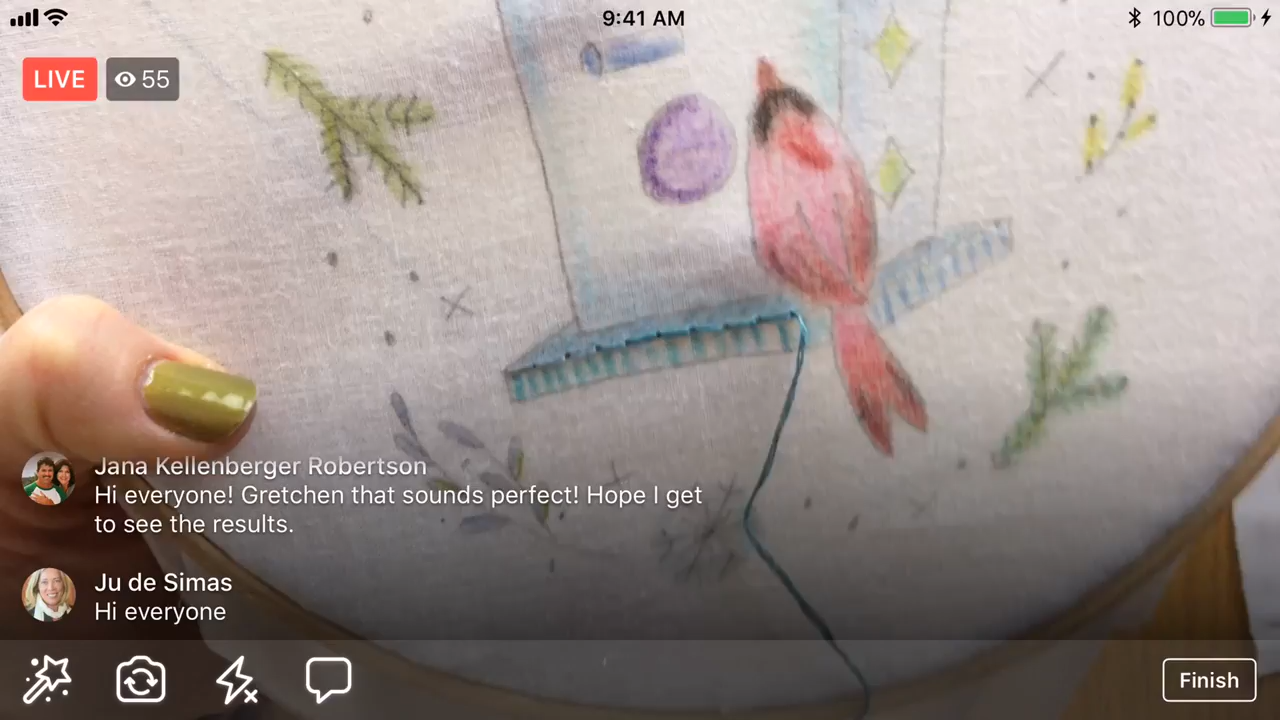 9:41 AM
100%
LIVE
55
Jana Kellenberger Robertson
Hi everyone! Gretchen that sounds perfect! Hope I get
to see the results.
Ju de Simas
Hi everyone
Finish